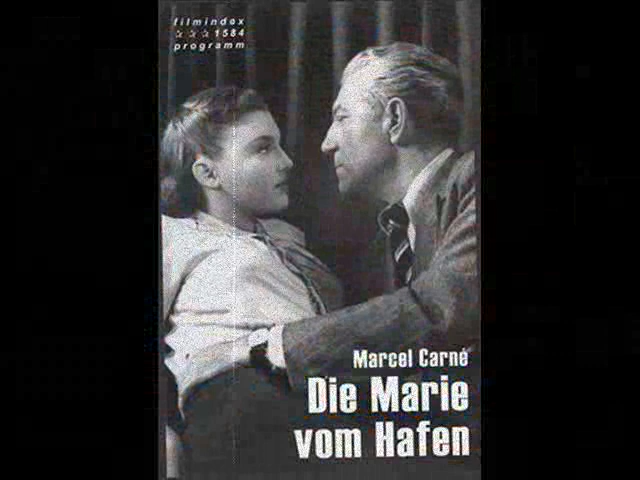 filmindex
☆☆☆1584
programm
Marcel Carné
Die Marie
vom Hafen